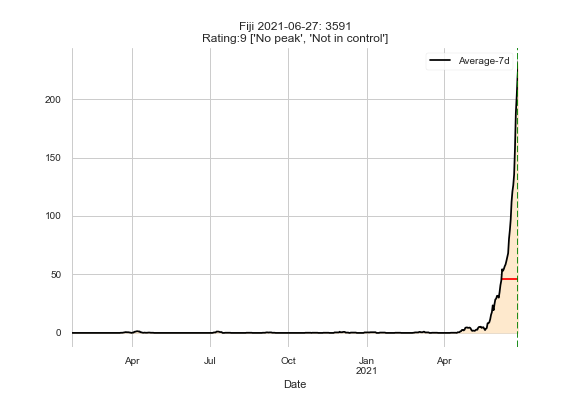 Fiji 2021-06-27: 3591
Rating:9 ['No peak', 'Not in control']
Average-7d
200
150
100
50
0
Apr Jul Oct Jan Apr
2021
Date